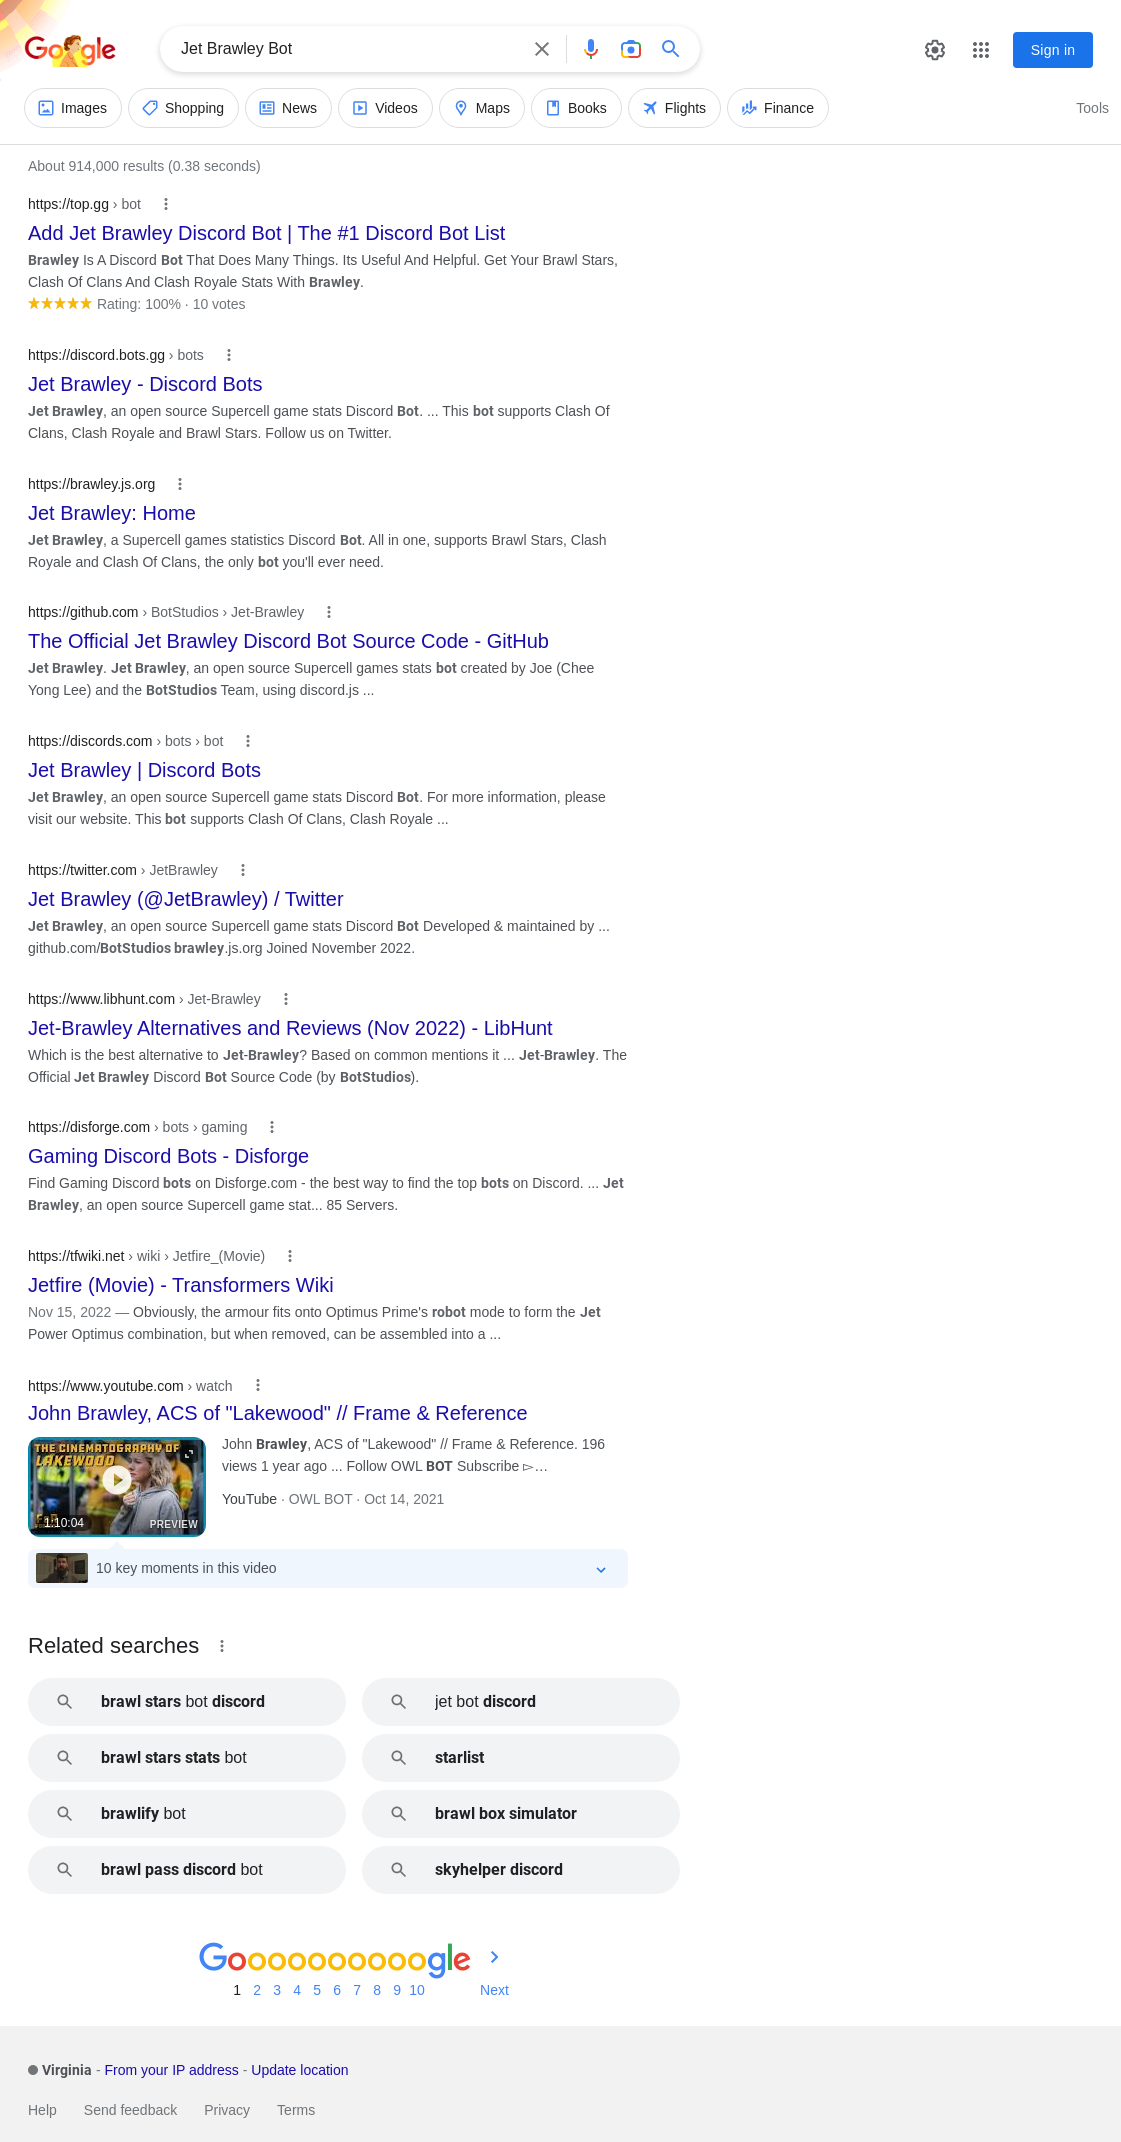 Google
Jet Brawley Bot
Sign in
Images
Shopping
News
Videos
Maps
Books
Flights
Finance
Tools
About 914,000 results (0.38 seconds)
https://top.gg › bot
Add Jet Brawley Discord Bot | The #1 Discord Bot List
Brawley Is A Discord Bot That Does Many Things. Its Useful And Helpful. Get Your Brawl Stars,
Clash Of Clans And Clash Royale Stats With Brawley.
Rating: 100% · 10 votes
https://discord.bots.gg › bots
Jet Brawley - Discord Bots
Jet Brawley, an open source Supercell game stats Discord Bot. ... This bot supports Clash Of
Clans, Clash Royale and Brawl Stars. Follow us on Twitter.
https://brawley.js.org
Jet Brawley: Home
Jet Brawley, a Supercell games statistics Discord Bot. All in one, supports Brawl Stars, Clash
Royale and Clash Of Clans, the only bot you'll ever need.
https://github.com › BotStudios › Jet-Brawley
The Official Jet Brawley Discord Bot Source Code - GitHub
Jet Brawley. Jet Brawley, an open source Supercell games stats bot created by Joe (Chee
Yong Lee) and the BotStudios Team, using discord.js ...
https://discords.com › bots › bot
Jet Brawley | Discord Bots
Jet Brawley, an open source Supercell game stats Discord Bot. For more information, please
visit our website. This bot supports Clash Of Clans, Clash Royale ...
https://twitter.com › JetBrawley
Jet Brawley (@JetBrawley) / Twitter
Jet Brawley, an open source Supercell game stats Discord Bot Developed & maintained by ...
github.com/BotStudios brawley.js.org Joined November 2022.
https://www.libhunt.com › Jet-Brawley
Jet-Brawley Alternatives and Reviews (Nov 2022) - LibHunt
Which is the best alternative to Jet-Brawley? Based on common mentions it ... Jet-Brawley. The
Official Jet Brawley Discord Bot Source Code (by BotStudios).
https://disforge.com › bots › gaming
Gaming Discord Bots - Disforge
Find Gaming Discord bots on Disforge.com - the best way to find the top bots on Discord. ... Jet
Brawley, an open source Supercell game stat... 85 Servers.
https://tfwiki.net › wiki › Jetfire_(Movie)
Jetfire (Movie) - Transformers Wiki
Nov 15, 2022 — Obviously, the armour fits onto Optimus Prime's robot mode to form the Jet
Power Optimus combination, but when removed, can be assembled into a ...
https://www.youtube.com › watch
John Brawley, ACS of "Lakewood" // Frame & Reference
THE CINEMATOGRAPHY OF
LAKEWOOD
1:10:04
PREVIEW
John Brawley, ACS of "Lakewood" // Frame & Reference. 196
views 1 year ago ... Follow OWL BOT Subscribe ▻…
YouTube · OWL BOT · Oct 14, 2021
10 key moments in this video
Related searches
brawl stars bot discord
jet bot discord
brawl stars stats bot
starlist
brawlify bot
brawl box simulator
brawl pass discord bot
skyhelper discord
Goooooooooogle
1 2 3 4 5 6 7 8 9 10 Next
Virginia - From your IP address - Update location
Help Send feedback Privacy Terms